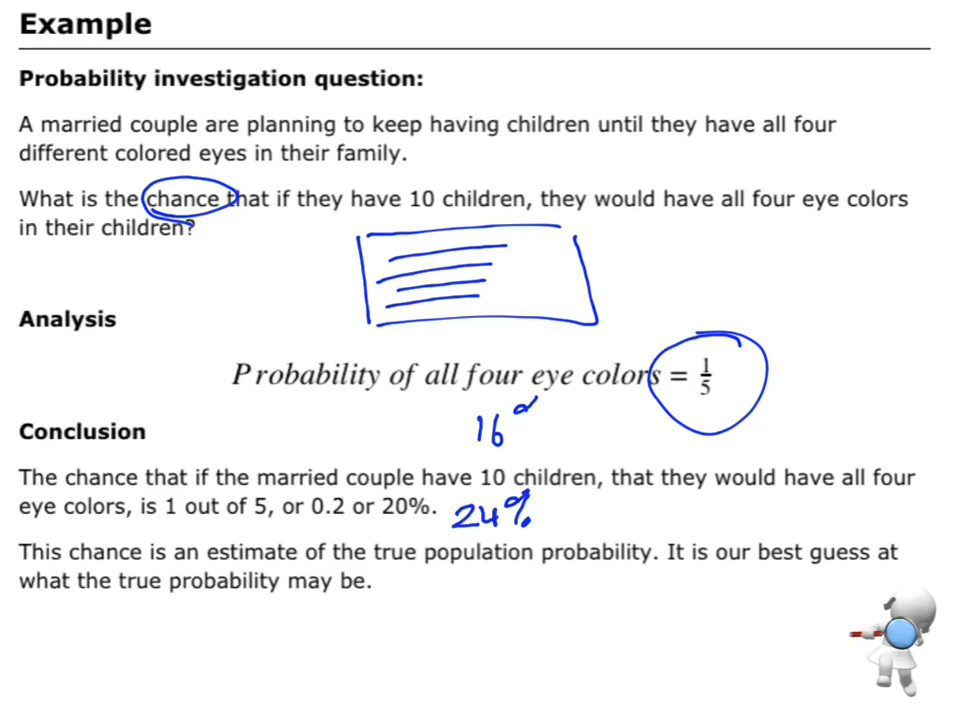 Example
Probability investigation question:
A married couple are planning to keep having children until they have all four
different colored eyes in their family.
What is the chance that if they have 10 children, they would have all four eye colors
in their children?
Analysis
Probability of all four eye colors = 1/5
16
Conclusion
The chance that if the married couple have 10 children, that they would have all four
eye colors, is 1 out of 5, or 0.2 or 20%.
24%
This chance is an estimate of the true population probability. It is our best guess at
what the true probability may be.